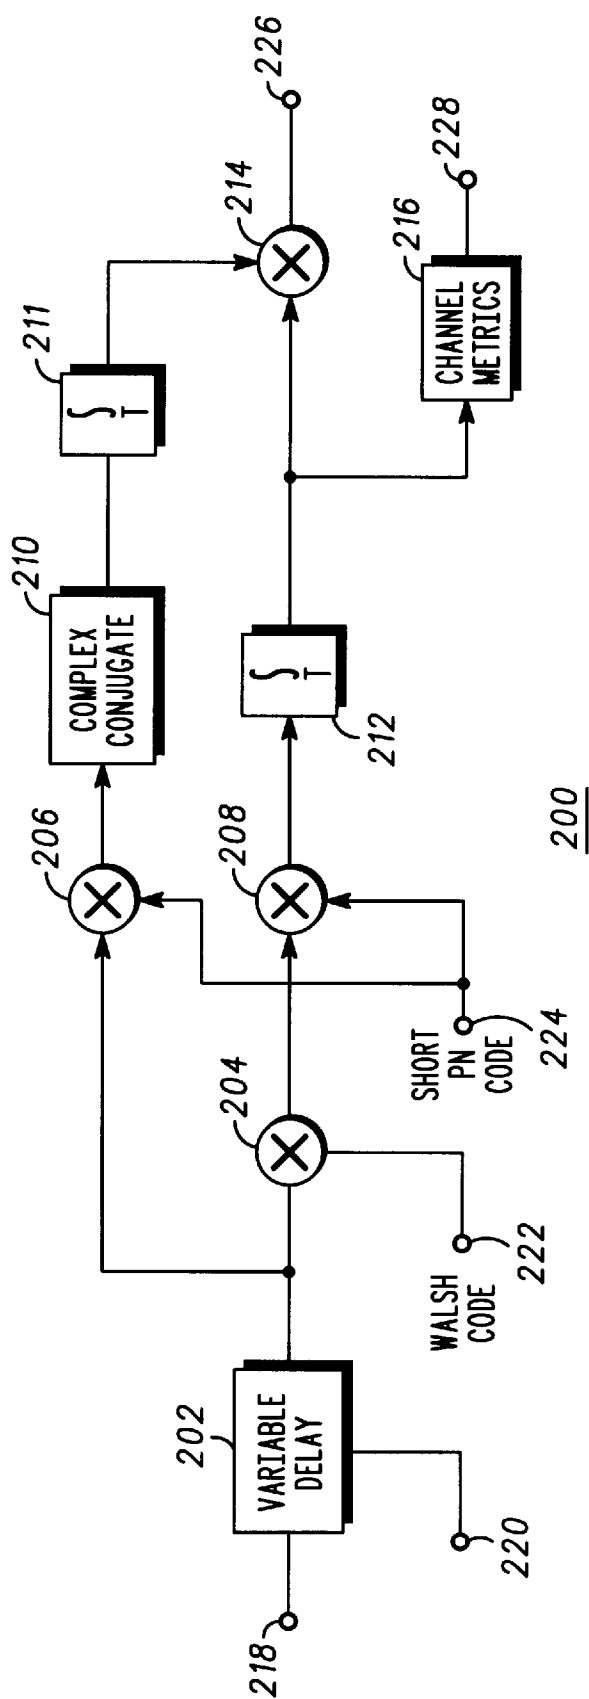 218
VARIABLE
DELAY
202
220
WALSH
CODE
222
204
SHORT
PN
CODE
224
206
208
COMPLEX
CONJUGATE
210
∫
T
211
∫
T
212
214
226
CHANNEL
METRICS
216
228
200